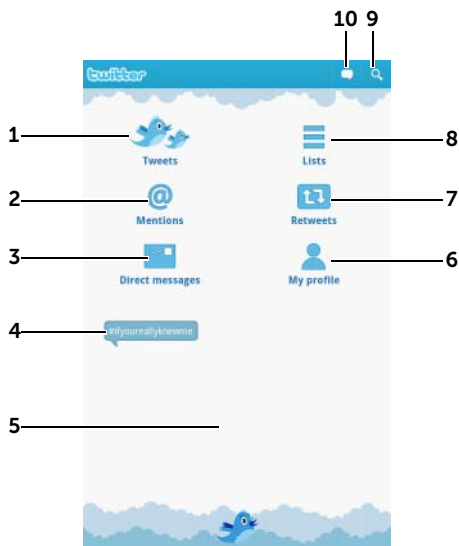 10 9
twitter
1 8
Tweets Lists
2 @ 7
Mentions Retweets
3 6
Direct messages My profile
4 #ifyoureallyknewme
5